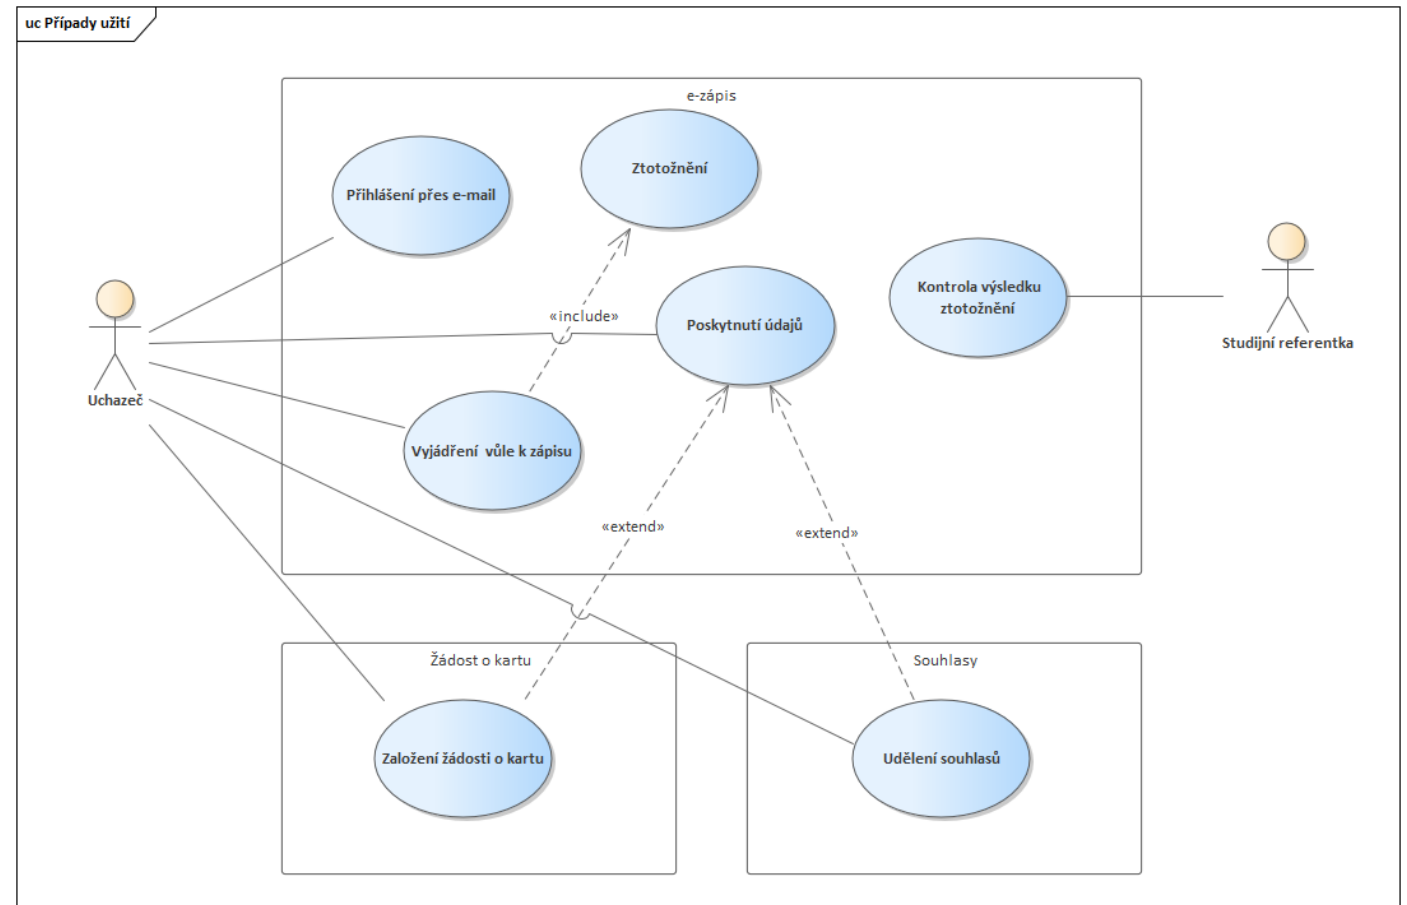 uc Případy užití
e-zápis
Ztotožnění
Přihlášení přes e-mail
Kontrola výsledku
ztotožnění
«include»
Poskytnutí údajů
Studijní referentka
Uchazeč
Vyjádření  vůle k zápisu
«extend»
«extend»
Žádost o kartu
Souhlasy
Založení žádosti o kartu
Udělení souhlasů